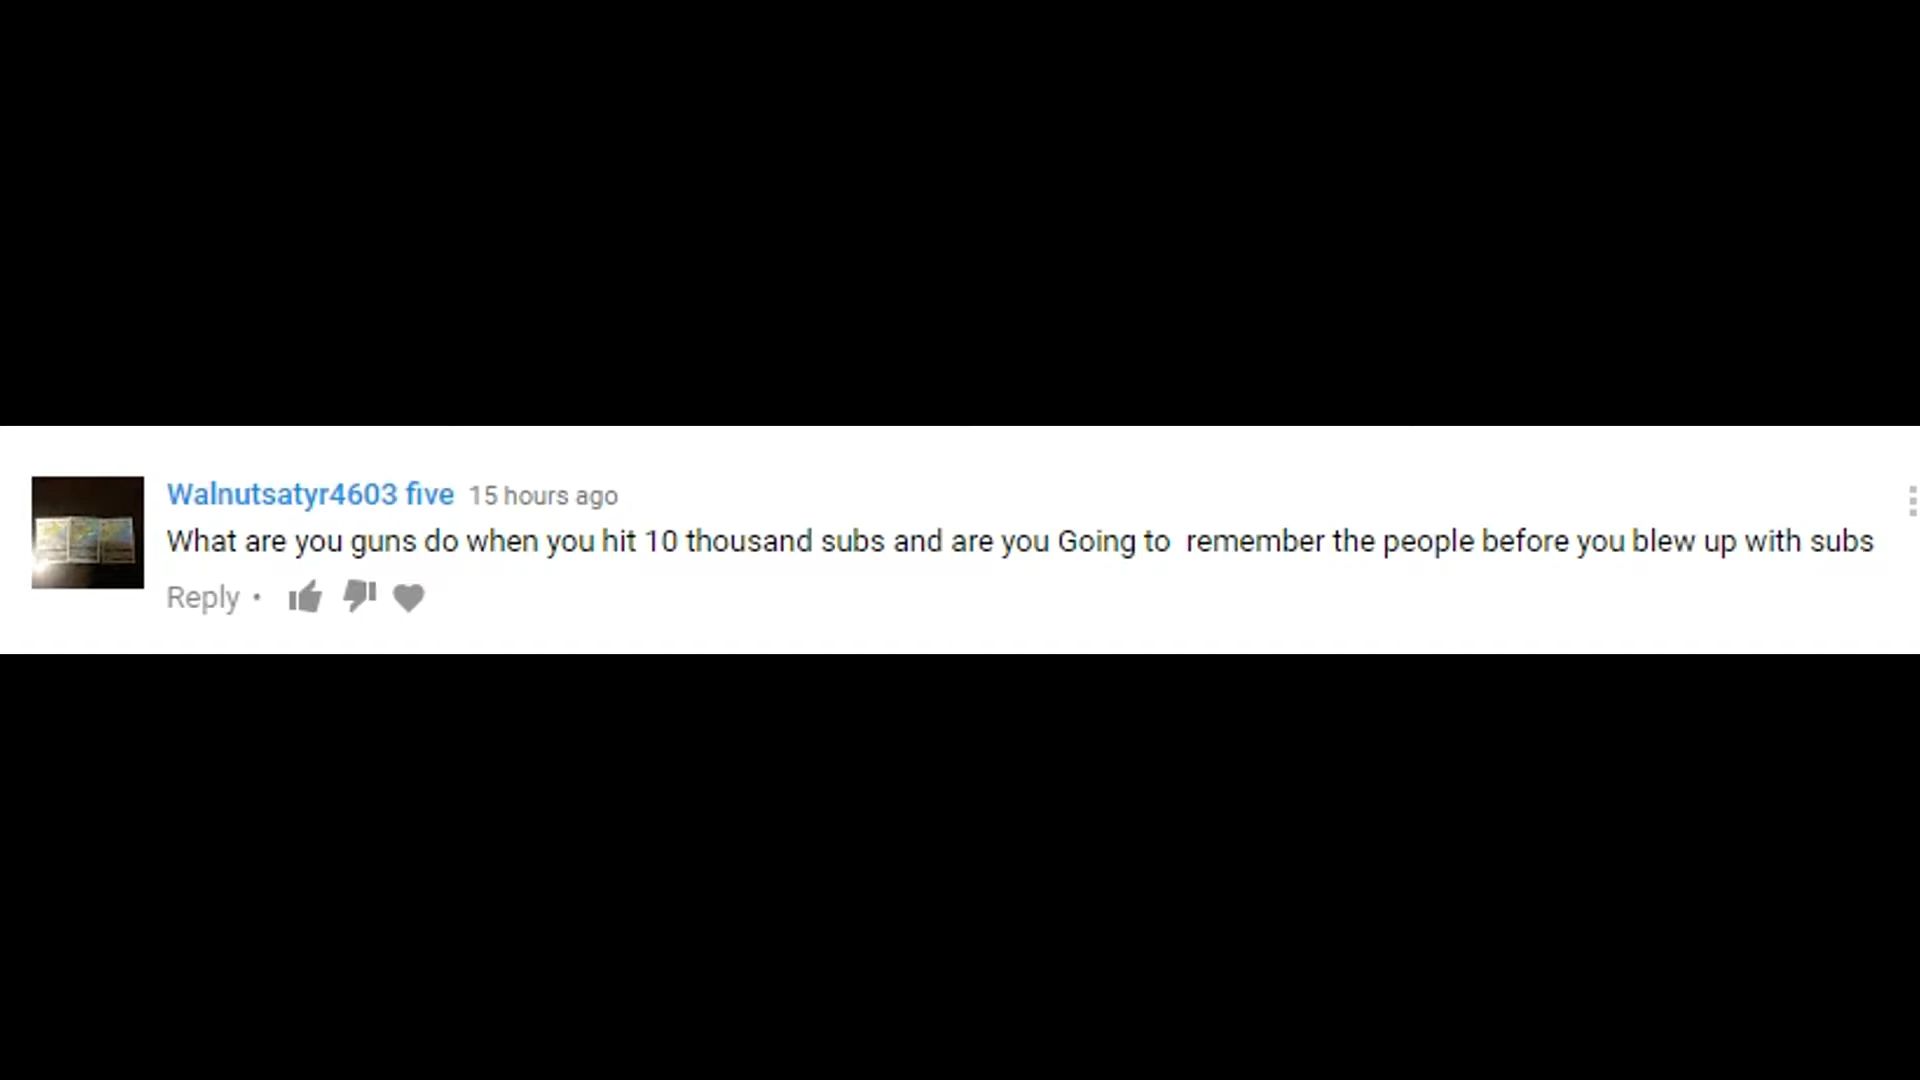 Walnutsatyr4603 five 15 hours ago
What are you guns do when you hit 10 thousand subs and are you Going to  remember the people before you blew up with subs
Reply •